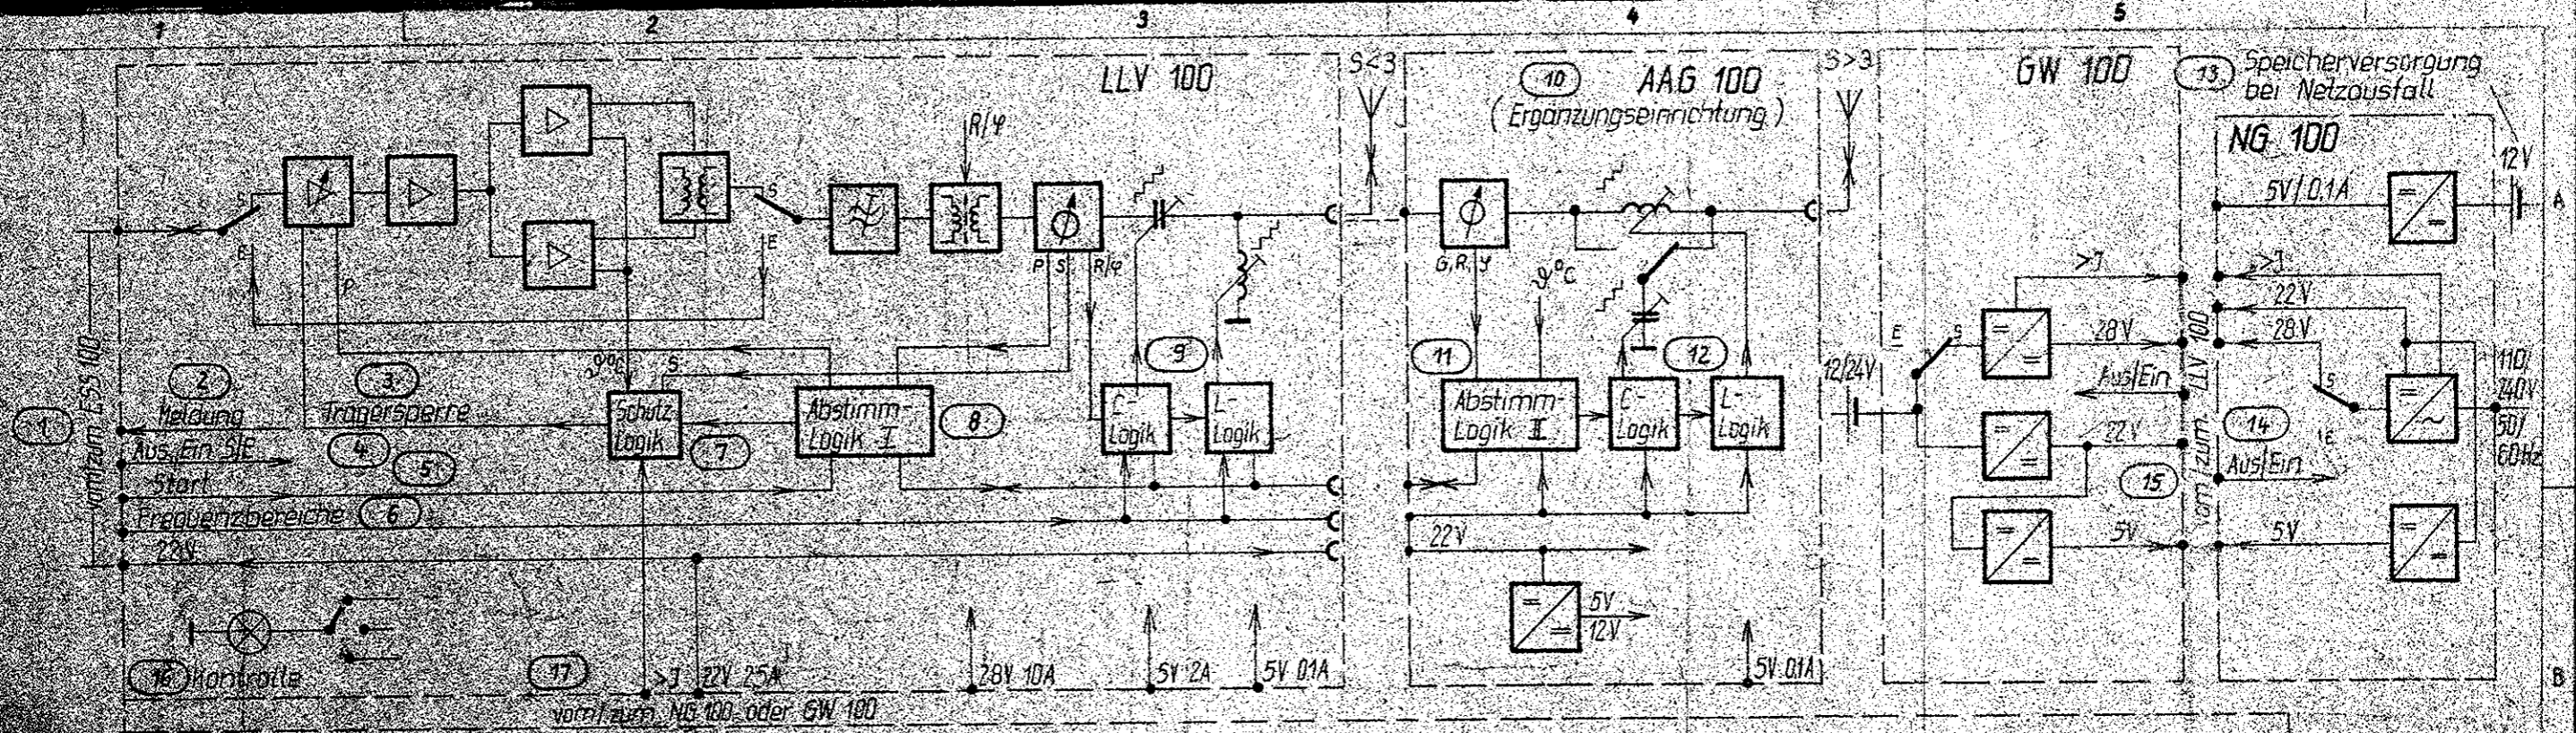 1
2
3
4
5
LLV 100
S<3
10
AAG 100
(Ergänzungseinrichtung)
S>3
GW 100
13
Speicherversorgung
bei Netzausfall
NG 100
12V
R/φ
A
5V/0.1A
S
S
E
E
P
P
S
R/φ
G,R,φ
ϑ°C
>I
>I
22V
28V
28V
Aus/Ein
E
S
12/24V
110/
240V
50/
60Hz
S
E
1
vom/zum ESS 100
2
Meldung
3
Trägersperre
4
Aus,Ein S/E
5
Start
Frequenzbereiche
6
22V
ϑ°C
S
Schutz
Logik
7
Abstimm-
Logik I
8
9
C-
Logik
L-
Logik
11
Abstimm-
Logik II
C-
Logik
12
L-
Logik
22V
22V
15
vom/zum LLV 100
14
Aus/Ein
5V
5V
5V
12V
16
Kontrolle
17
>I
22V 2.5A
28V 10A
5V 2A
5V 0.1A
5V 0.1A
B
vom/zum NG 100 oder GW 100